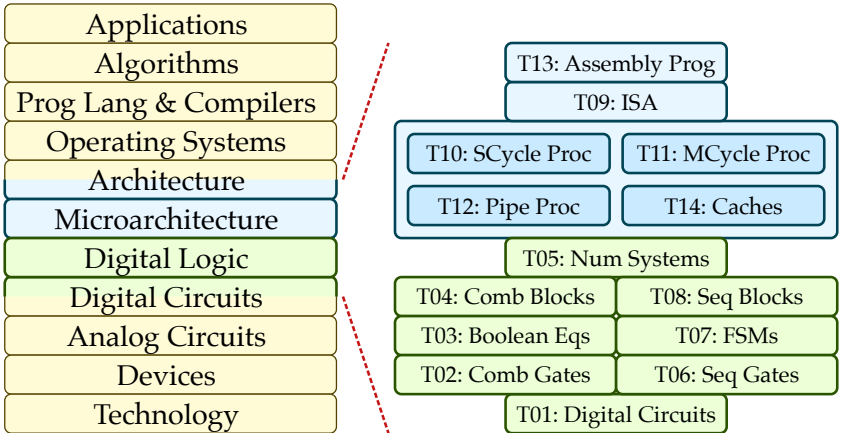 Applications
Algorithms
Prog Lang & Compilers
Operating Systems
Architecture
Microarchitecture
Digital Logic
Digital Circuits
Analog Circuits
Devices
Technology
T13: Assembly Prog
T09: ISA
T10: SCycle Proc
T11: MCycle Proc
T12: Pipe Proc
T14: Caches
T05: Num Systems
T04: Comb Blocks
T08: Seq Blocks
T03: Boolean Eqs
T07: FSMs
T02: Comb Gates
T06: Seq Gates
T01: Digital Circuits